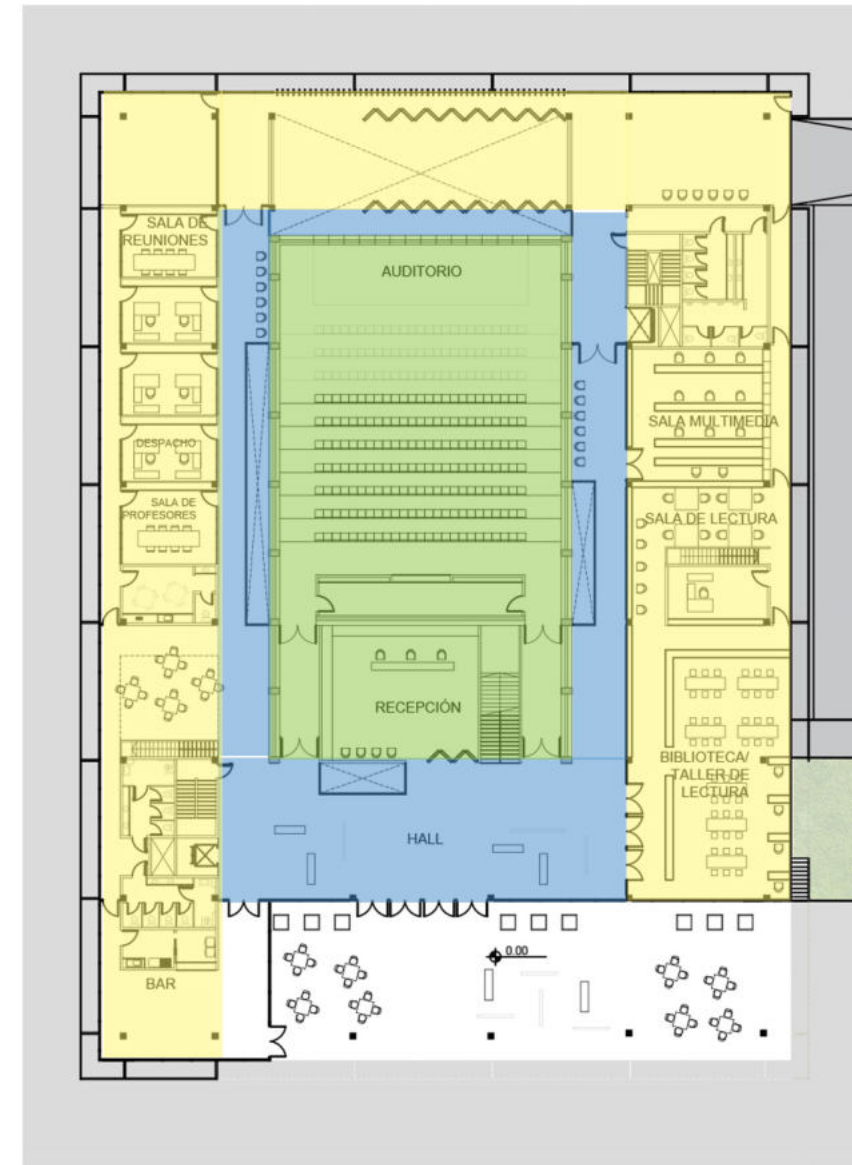 SALA DE
REUNIONES
AUDITORIO
SALA MULTIMEDIA
DESPACHO
SALA DE
PROFESORES
SALA DE LECTURA
RECEPCIÓN
BIBLIOTECA/
TALLER DE
LECTURA
HALL
0.00
BAR